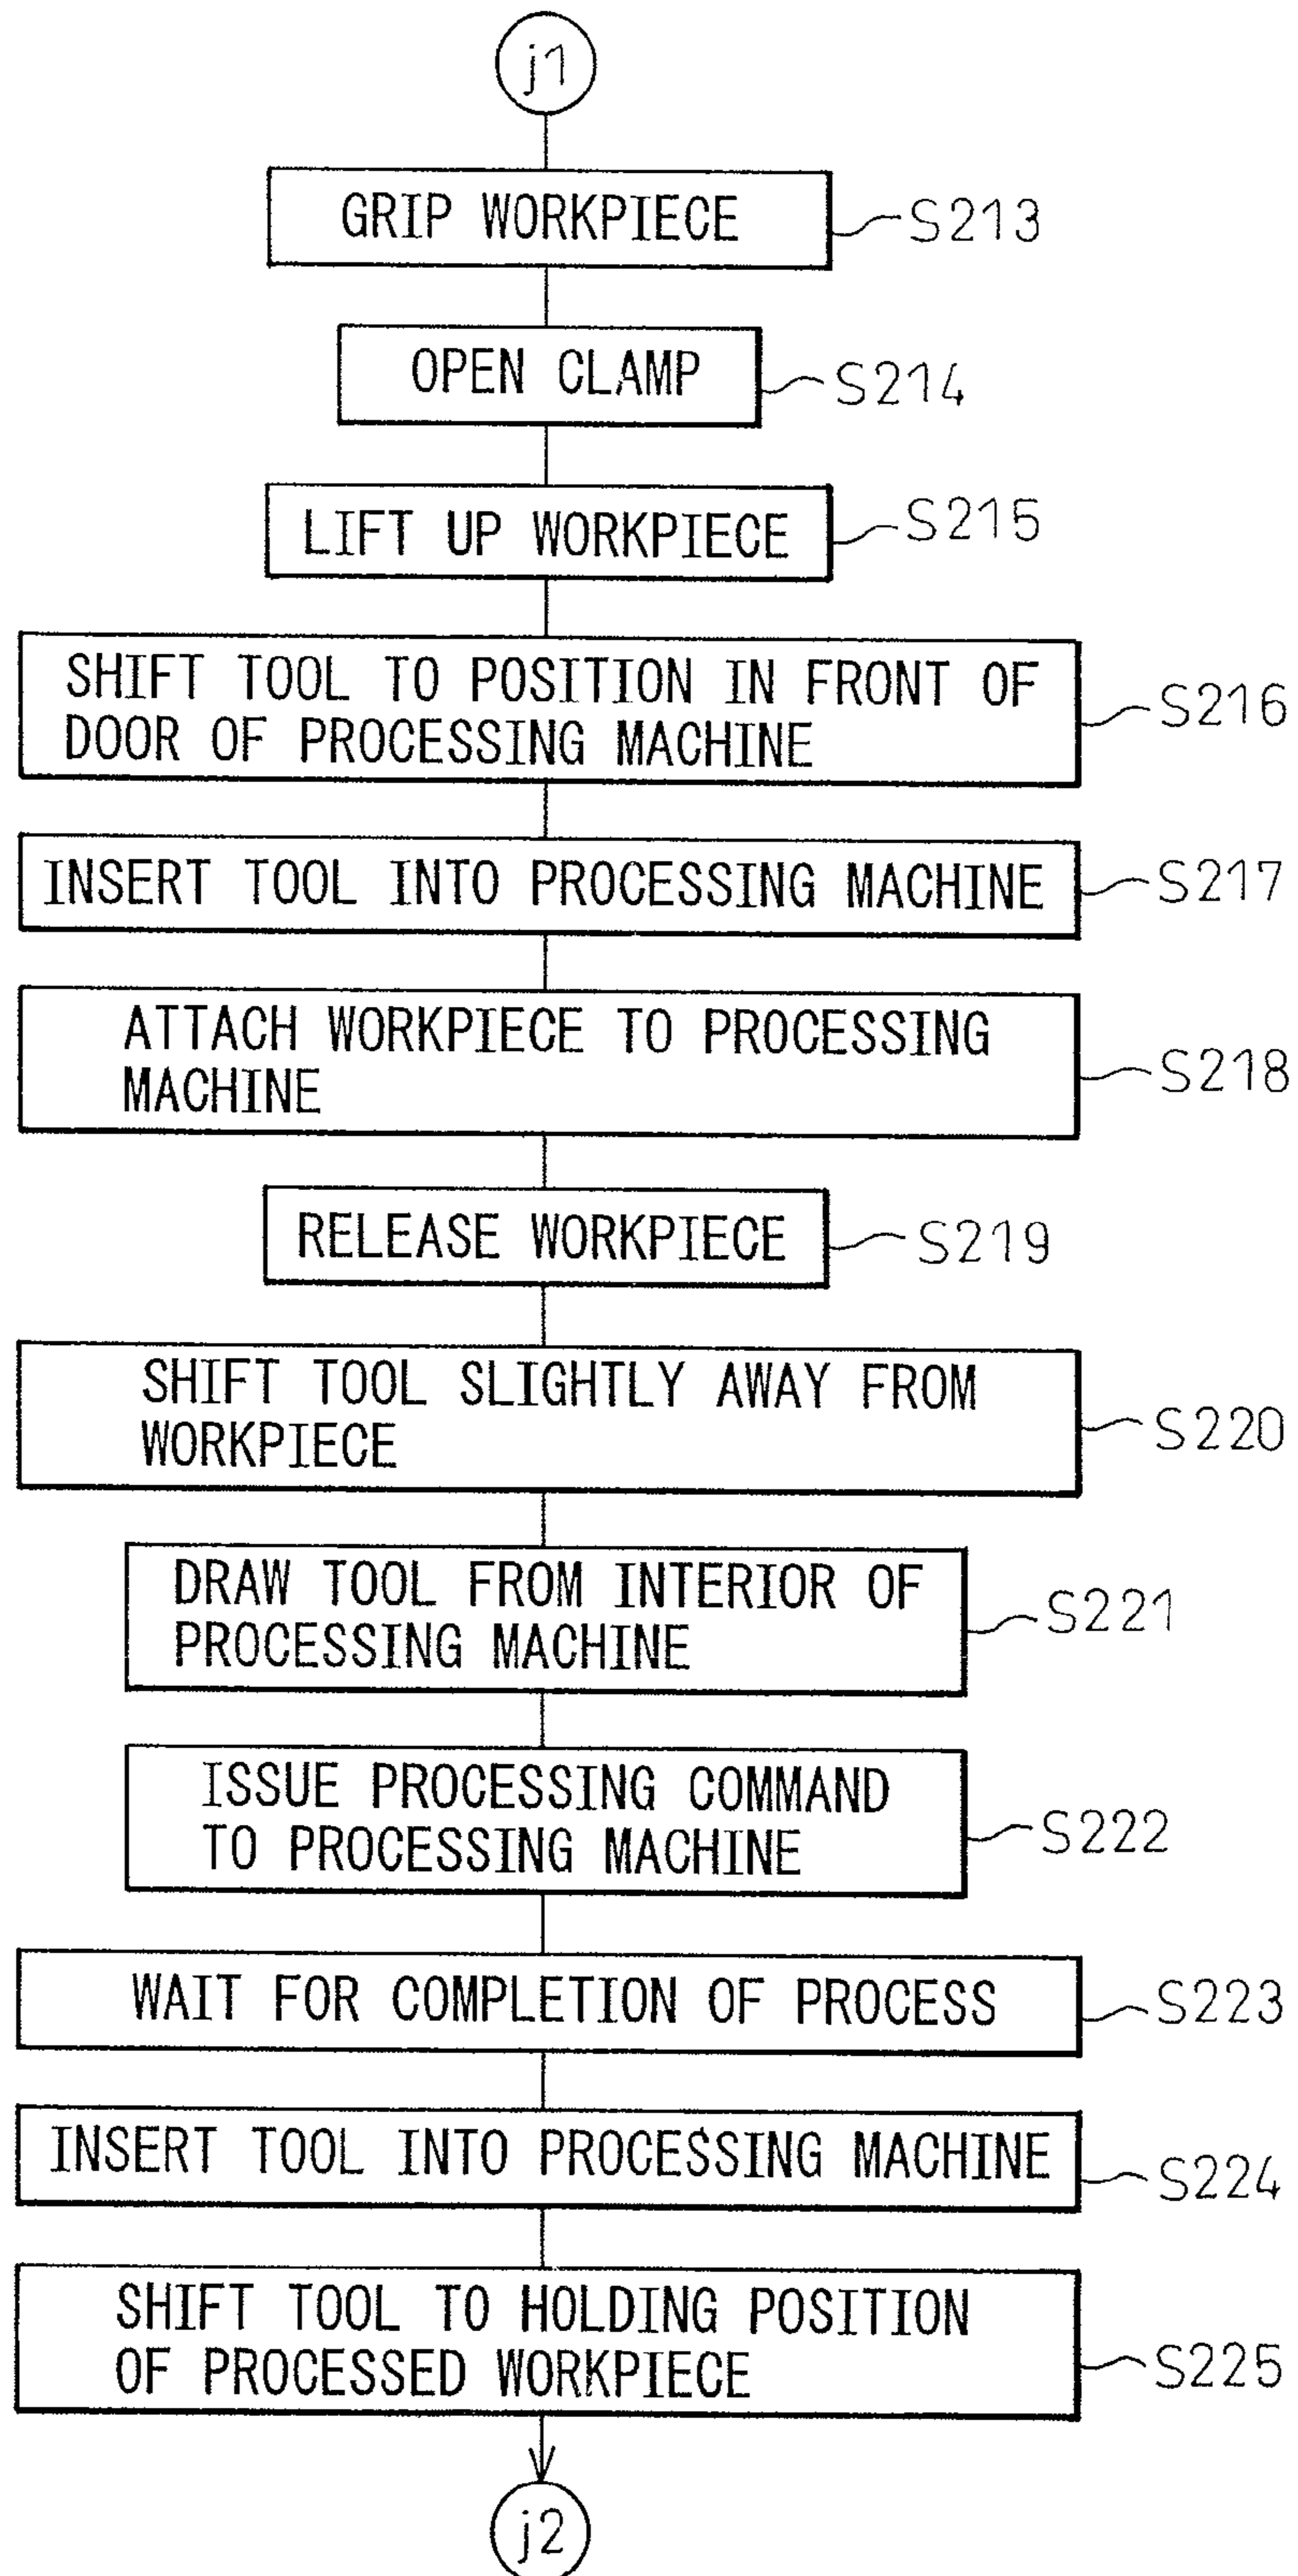 j1
GRIP WORKPIECE
S213
OPEN CLAMP
S214
LIFT UP WORKPIECE
S215
SHIFT TOOL TO POSITION IN FRONT OF
DOOR OF PROCESSING MACHINE
S216
INSERT TOOL INTO PROCESSING MACHINE
S217
ATTACH WORKPIECE TO PROCESSING
MACHINE
S218
RELEASE WORKPIECE
S219
SHIFT TOOL SLIGHTLY AWAY FROM
WORKPIECE
S220
DRAW TOOL FROM INTERIOR OF
PROCESSING MACHINE
S221
ISSUE PROCESSING COMMAND
TO PROCESSING MACHINE
S222
WAIT FOR COMPLETION OF PROCESS
S223
INSERT TOOL INTO PROCESSING MACHINE
S224
SHIFT TOOL TO HOLDING POSITION
OF PROCESSED WORKPIECE
S225
j2